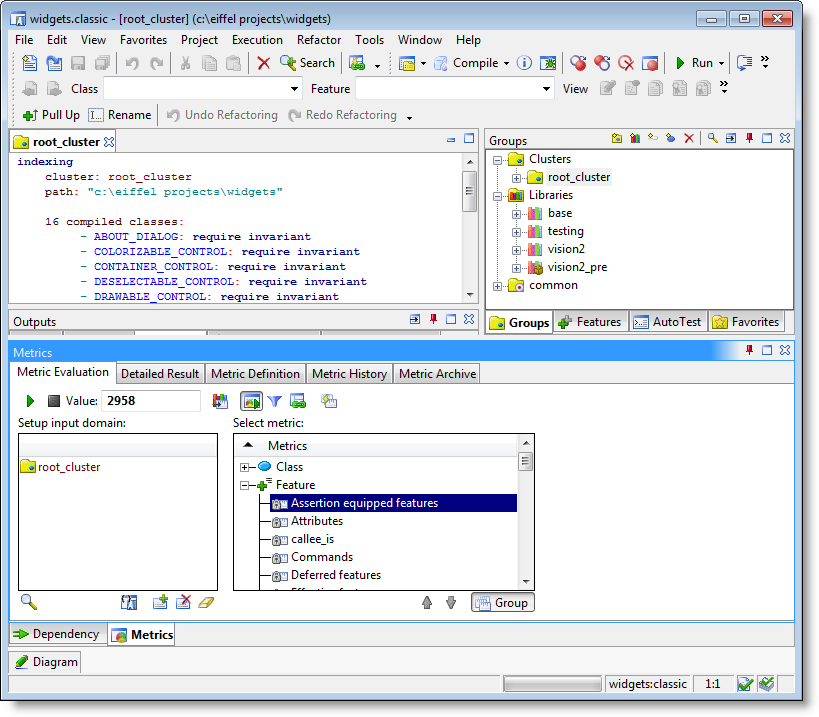 widgets.classic - [root_cluster] (c:\eiffel projects\widgets)
File Edit View Favorites Project Execution Refactor Tools Window Help
Search Compile Run
Class Feature View
Pull Up Rename Undo Refactoring Redo Refactoring
root_cluster
indexing
cluster: root_cluster
path: "c:\eiffel projects\widgets"
16 compiled classes:
- ABOUT_DIALOG: require invariant
- COLORIZABLE_CONTROL: require invariant
- CONTAINER_CONTROL: require invariant
- DESELECTABLE_CONTROL: require invariant
- DRAWABLE_CONTROL: require invariant
Groups
Clusters
root_cluster
Libraries
base
testing
vision2
vision2_pre
common
Groups Features AutoTest Favorites
Outputs
Metrics
Metric Evaluation Detailed Result Metric Definition Metric History Metric Archive
Value: 2958
Setup input domain:
root_cluster
Select metric:
Metrics
Class
Feature
Assertion equipped features
Attributes
callee_is
Commands
Deferred features
Group
Dependency Metrics
Diagram
widgets:classic 1:1